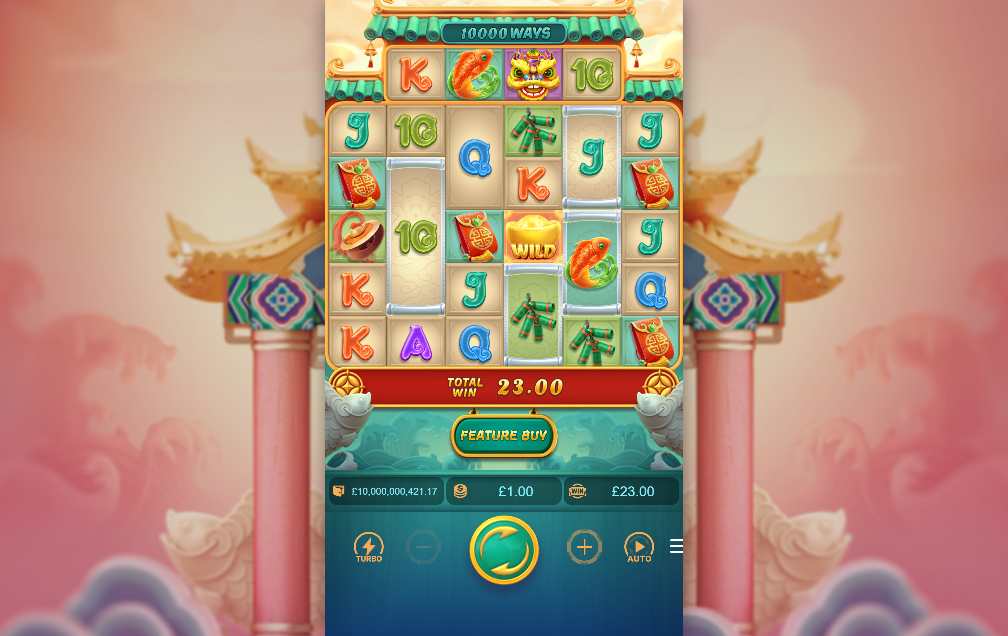 10000 WAYS
K 10
J 10 Q J J
K
10 WILD J
K J Q
K A Q
TOTAL WIN 23.00
FEATURE BUY
£10,000,000,421.17 £1.00 WIN £23.00
TURBO AUTO